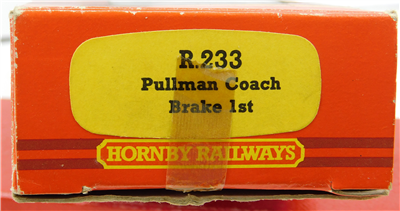 R.233
Pullman Coach
Brake 1st
HORNBY RAILWAYS